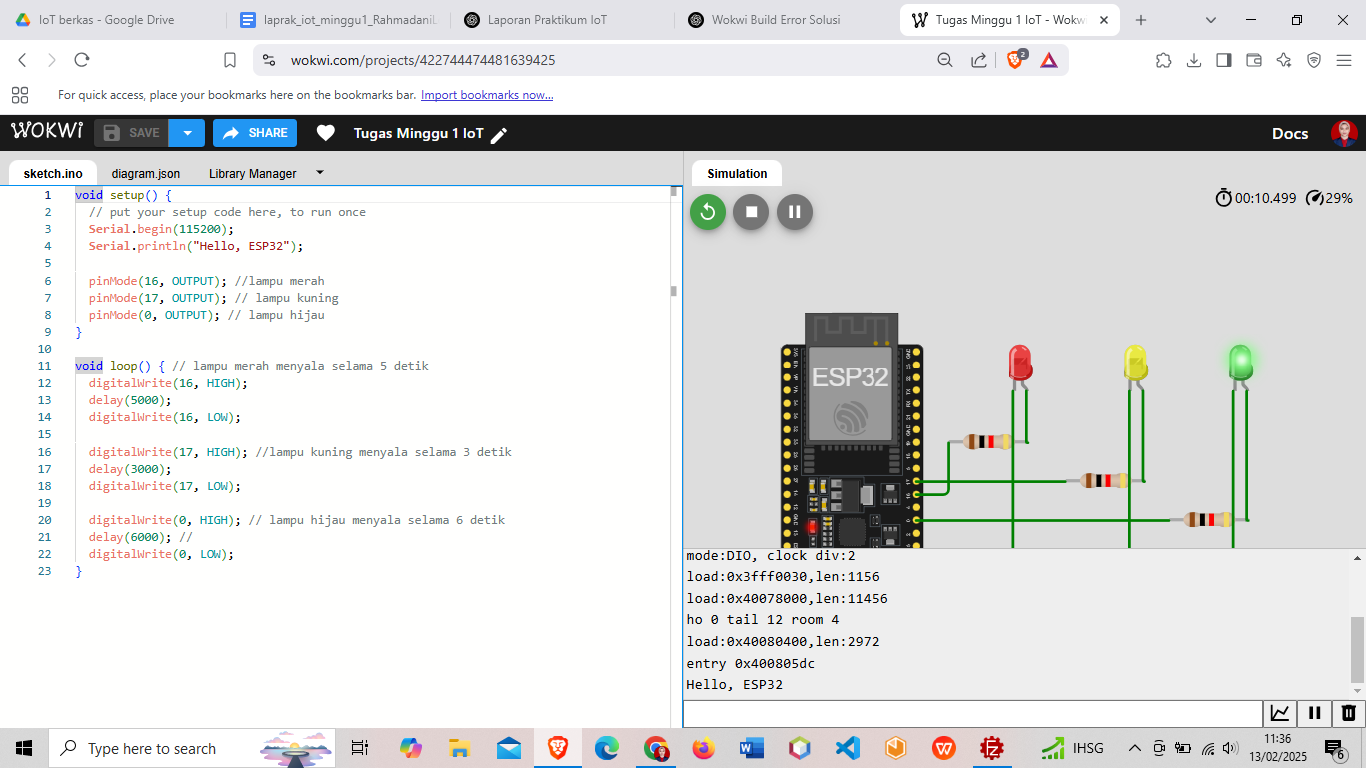 IoT berkas - Google Drive
laprak_iot_minggu1_Rahmadani
Laporan Praktikum IoT
Wokwi Build Error Solusi
Tugas Minggu 1 IoT - Wokw
wokwi.com/projects/422744474481639425
2
For quick access, place your bookmarks here on the bookmarks bar. Import bookmarks now...
WOKWI
SAVE
SHARE
Tugas Minggu 1 IoT
Docs
sketch.ino
diagram.json
Library Manager
1 void setup() {
2 // put your setup code here, to run once
3 Serial.begin(115200);
4 Serial.println("Hello, ESP32");
5
6 pinMode(16, OUTPUT); //lampu merah
7 pinMode(17, OUTPUT); // lampu kuning
8 pinMode(0, OUTPUT); // lampu hijau
9 }
10
11 void loop() { // lampu merah menyala selama 5 detik
12 digitalWrite(16, HIGH);
13 delay(5000);
14 digitalWrite(16, LOW);
15
16 digitalWrite(17, HIGH); //lampu kuning menyala selama 3 detik
17 delay(3000);
18 digitalWrite(17, LOW);
19
20 digitalWrite(0, HIGH); // lampu hijau menyala selama 6 detik
21 delay(6000); //
22 digitalWrite(0, LOW);
23 }
Simulation
00:10.499
29%
ESP32
mode:DIO, clock div:2
load:0x3fff0030,len:1156
load:0x40078000,len:11456
ho 0 tail 12 room 4
load:0x40080400,len:2972
entry 0x400805dc
Hello, ESP32
Type here to search
IHSG
11:36
13/02/2025
6